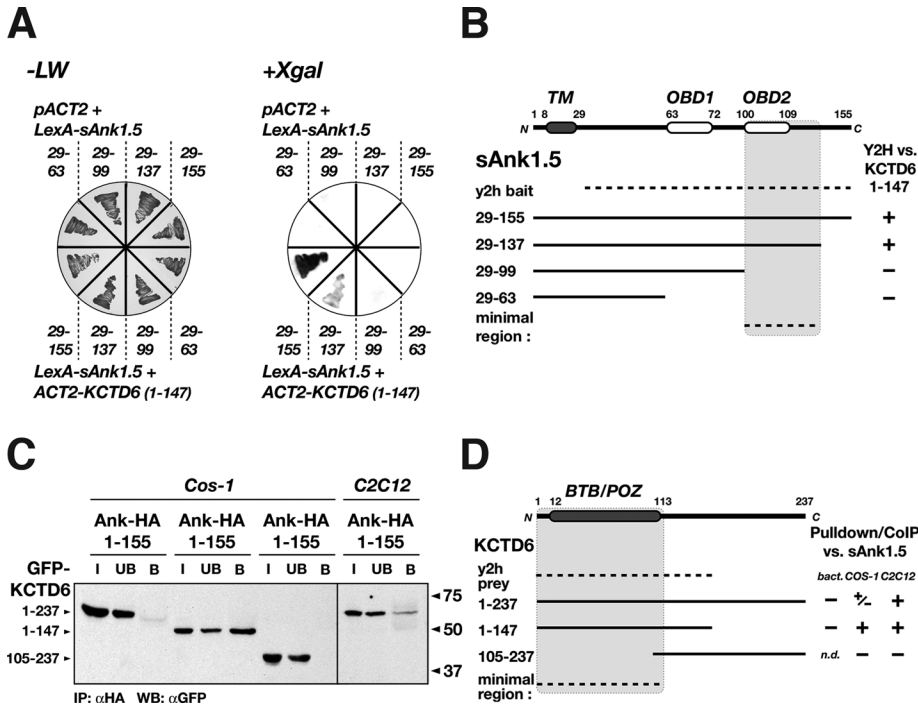 A
-LW
pACT2 +
LexA-sAnk1.5
29- 29- 29- 29-
63 99 137 155
29- 29- 29- 29-
155 137 99 63
LexA-sAnk1.5 +
ACT2-KCTD6 (1-147)
+Xgal
pACT2 +
LexA-sAnk1.5
29- 29- 29- 29-
63 99 137 155
29- 29- 29- 29-
155 137 99 63
LexA-sAnk1.5 +
ACT2-KCTD6 (1-147)
B
TM OBD1 OBD2
1 8 29 63 72 100 109 155
N C
sAnk1.5
Y2H vs.
KCTD6
1-147
y2h bait
29-155 +
29-137 +
29-99 −
29-63 −
minimal
region :
C
Cos-1 C2C12
Ank-HA Ank-HA Ank-HA Ank-HA
1-155 1-155 1-155 1-155
GFP- I UB B I UB B I UB B I UB B
KCTD6
1-237
1-147
105-237
75
50
37
IP: αHA WB: αGFP
D
BTB/POZ
1 12 113 237
N C
KCTD6
Pulldown/CoIP
vs. sAnk1.5
y2h
prey
bact. COS-1 C2C12
1-237 − +/- +
1-147 − + +
105-237 n.d. − −
minimal
region :